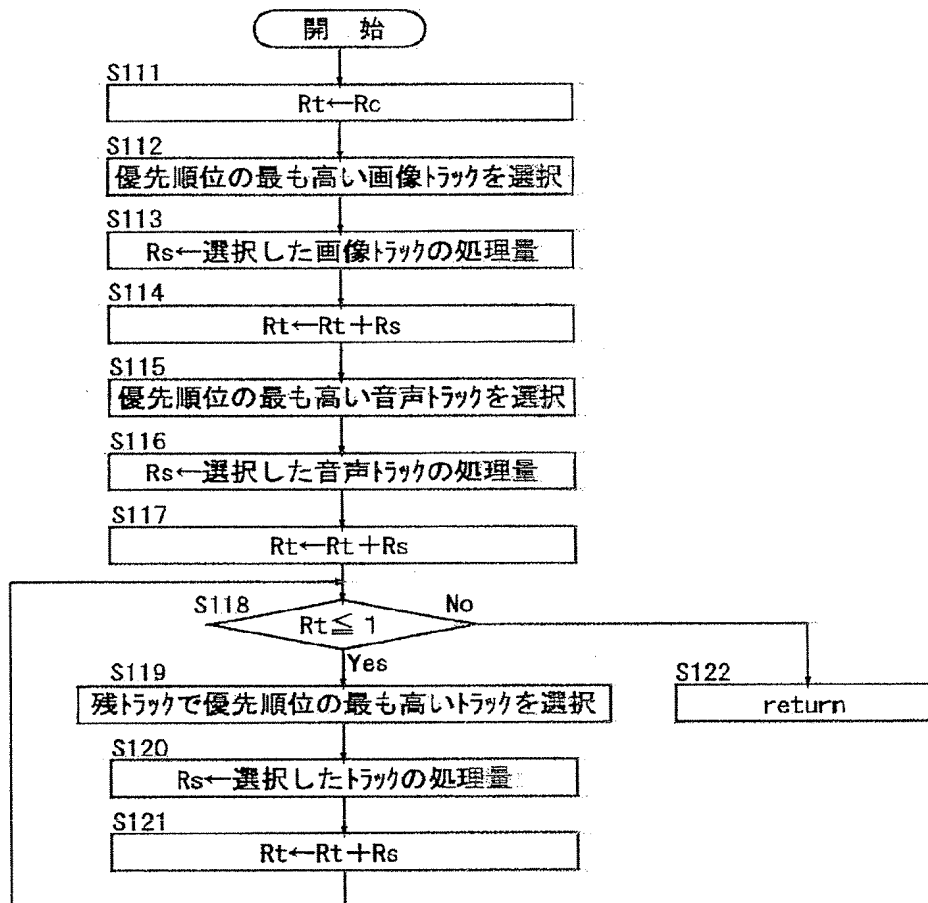 開 始
S111
Rt←Rc
S112
優先順位の最も高い画像トラックを選択
S113
Rs←選択した画像トラックの処理量
S114
Rt←Rt+Rs
S115
優先順位の最も高い音声トラックを選択
S116
Rs←選択した音声トラックの処理量
S117
Rt←Rt+Rs
S118
Rt≦1
No
Yes
S119
残トラックで優先順位の最も高いトラックを選択
S122
return
S120
Rs←選択したトラックの処理量
S121
Rt←Rt+Rs